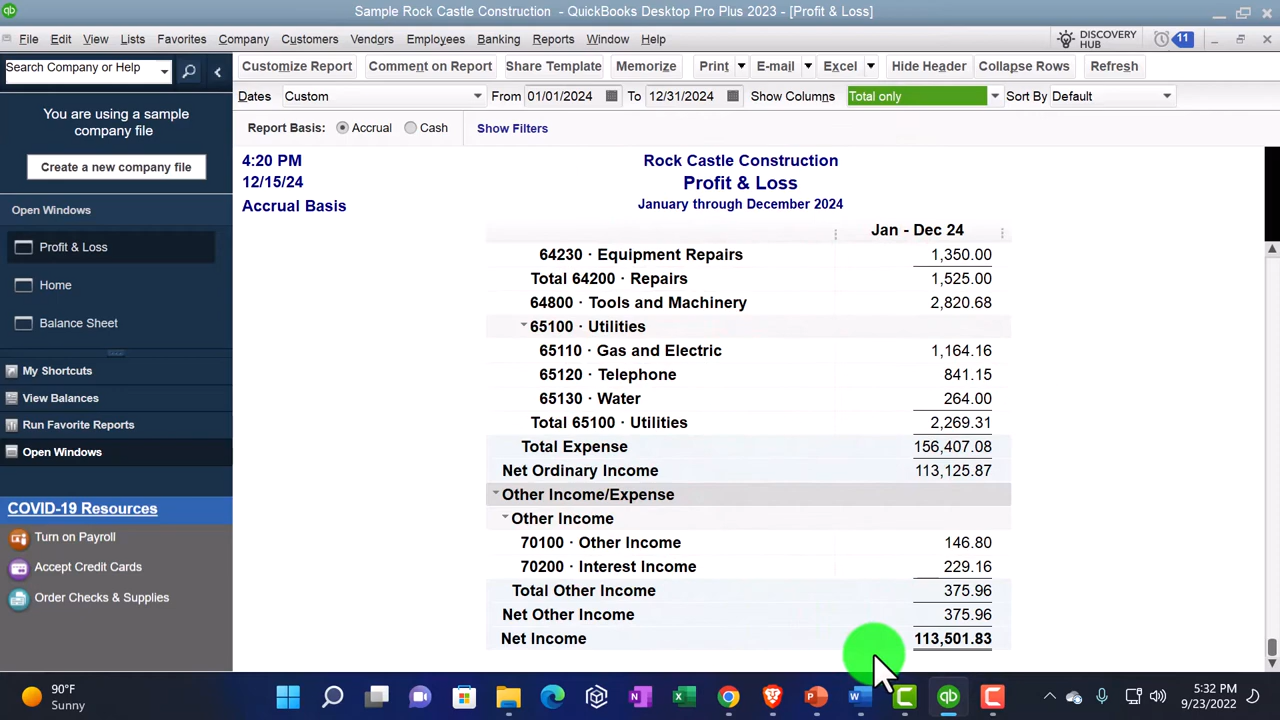 Sample Rock Castle Construction - QuickBooks Desktop Pro Plus 2023 - [Profit & Loss]
File Edit View Lists Favorites Company Customers Vendors Employees Banking Reports Window Help
DISCOVERY HUB
11
Search Company or Help
Customize Report Comment on Report Share Template Memorize Print E-mail Excel Hide Header Collapse Rows Refresh
Dates Custom From 01/01/2024 To 12/31/2024 Show Columns Total only Sort By Default
Report Basis: Accrual Cash Show Filters
You are using a sample
company file
Create a new company file
Open Windows
Profit & Loss
Home
Balance Sheet
My Shortcuts
View Balances
Run Favorite Reports
Open Windows
COVID-19 Resources
Turn on Payroll
Accept Credit Cards
Order Checks & Supplies
4:20 PM
12/15/24
Accrual Basis
Rock Castle Construction
Profit & Loss
January through December 2024
Jan - Dec 24
64230 · Equipment Repairs 1,350.00
Total 64200 · Repairs 1,525.00
64800 · Tools and Machinery 2,820.68
65100 · Utilities
65110 · Gas and Electric 1,164.16
65120 · Telephone 841.15
65130 · Water 264.00
Total 65100 · Utilities 2,269.31
Total Expense 156,407.08
Net Ordinary Income 113,125.87
Other Income/Expense
Other Income
70100 · Other Income 146.80
70200 · Interest Income 229.16
Total Other Income 375.96
Net Other Income 375.96
Net Income 113,501.83
90°F
Sunny
5:32 PM
9/23/2022